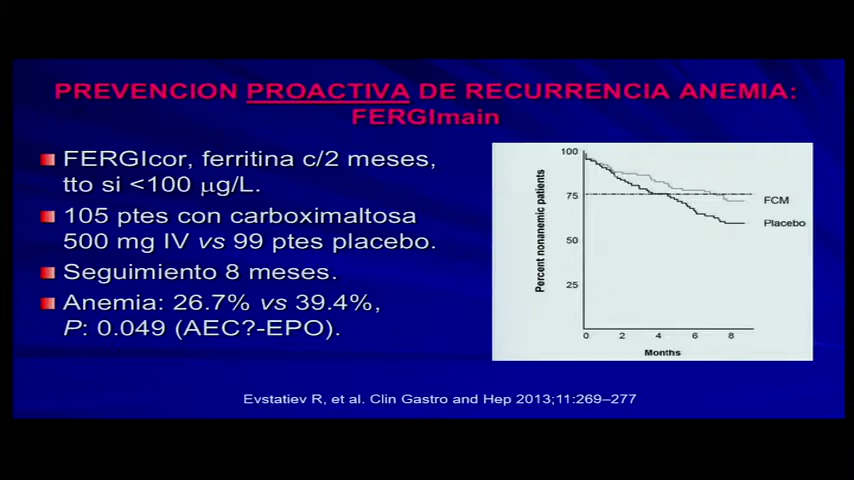 PREVENCION PROACTIVA DE RECURRENCIA ANEMIA:
FERGImain
FERGIcor, ferritina c/2 meses,
tto si <100 µg/L.
105 ptes con carboximaltosa
500 mg IV vs 99 ptes placebo.
Seguimiento 8 meses.
Anemia: 26.7% vs 39.4%,
P: 0.049 (AEC?-EPO).
Percent nonanemic patients
100
75
50
25
FCM
Placebo
0 2 4 6 8
Months
Evstatiev R, et al. Clin Gastro and Hep 2013;11:269–277